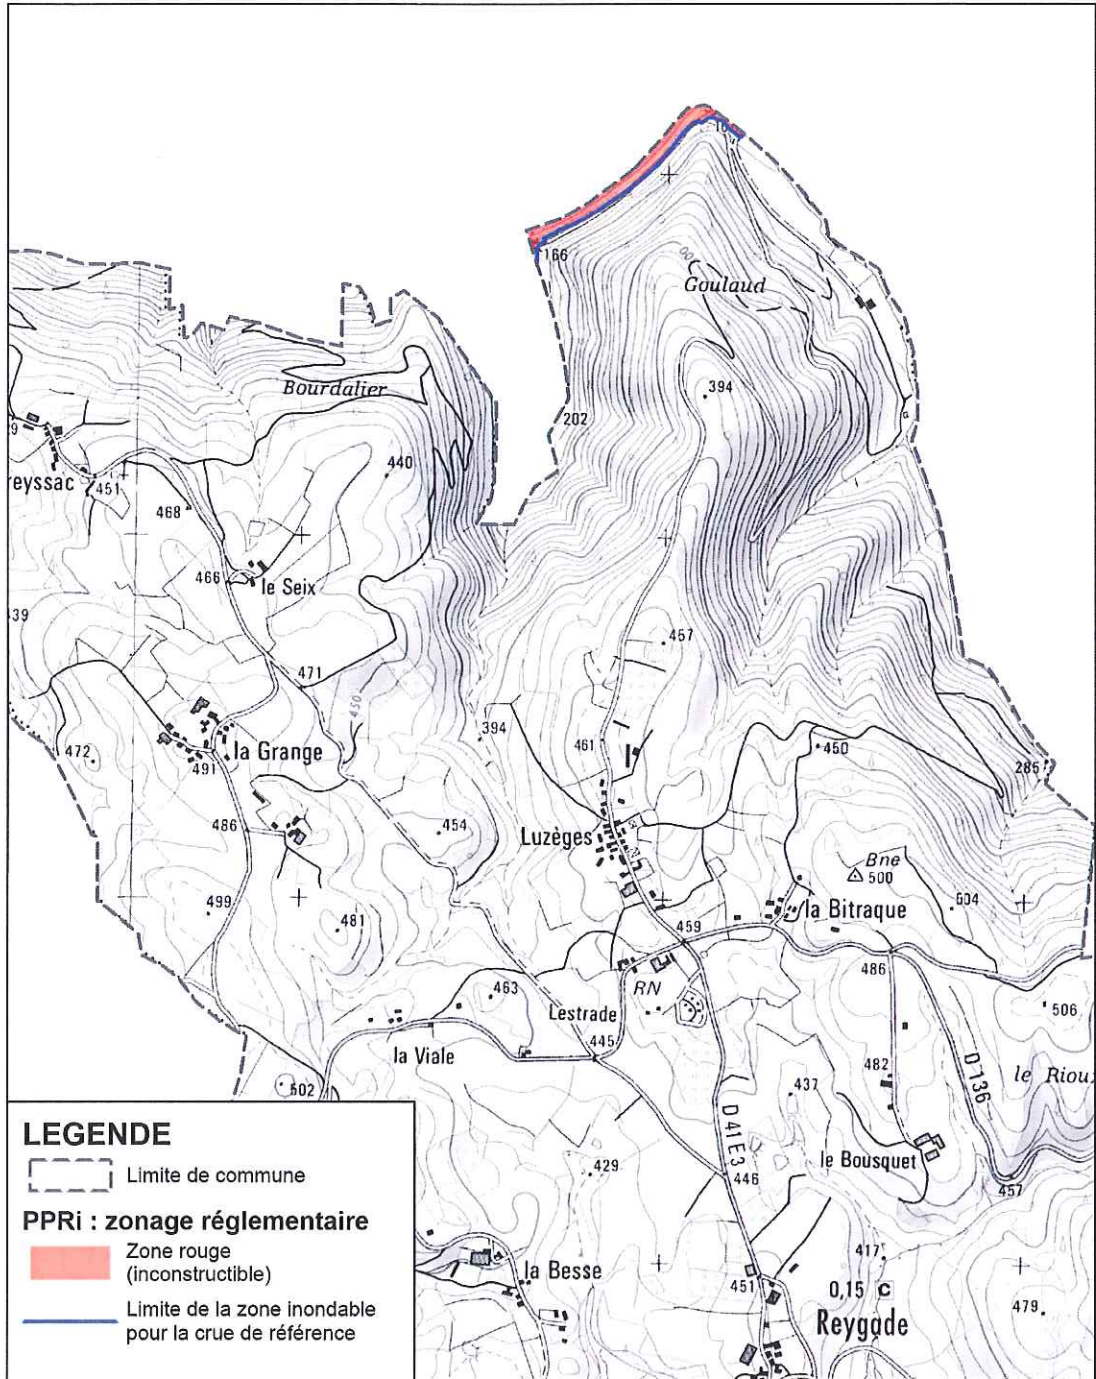 166
Goulaud
394
Bourdalier
202
440
reyssac
451
468
466
le Seix
457
471
450
394
461
450
472
la Grange
491
285
486
454
Luzèges
Bne
500
504
499
481
la Bitraque
459
486
RN
463
Lestrade
506
la Viale
445
482
D 136
le Rioux
502
437
D 41 E3
LEGENDE
Limite de commune
429
446
le Bousquet
457
PPRi : zonage réglementaire
Zone rouge
(inconstructible)
417
la Besse
451
0,15 C
Limite de la zone inondable
pour la crue de référence
Reygade
479